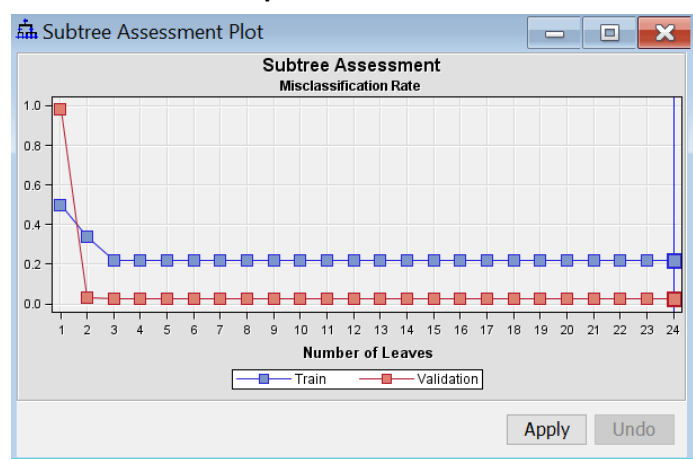 Subtree Assessment Plot
Subtree Assessment
Misclassification Rate
1.0
0.8
0.6
0.4
0.2
0.0
1 2 3 4 5 6 7 8 9 10 11 12 13 14 15 16 17 18 19 20 21 22 23 24
Number of Leaves
Train Validation
Apply Undo